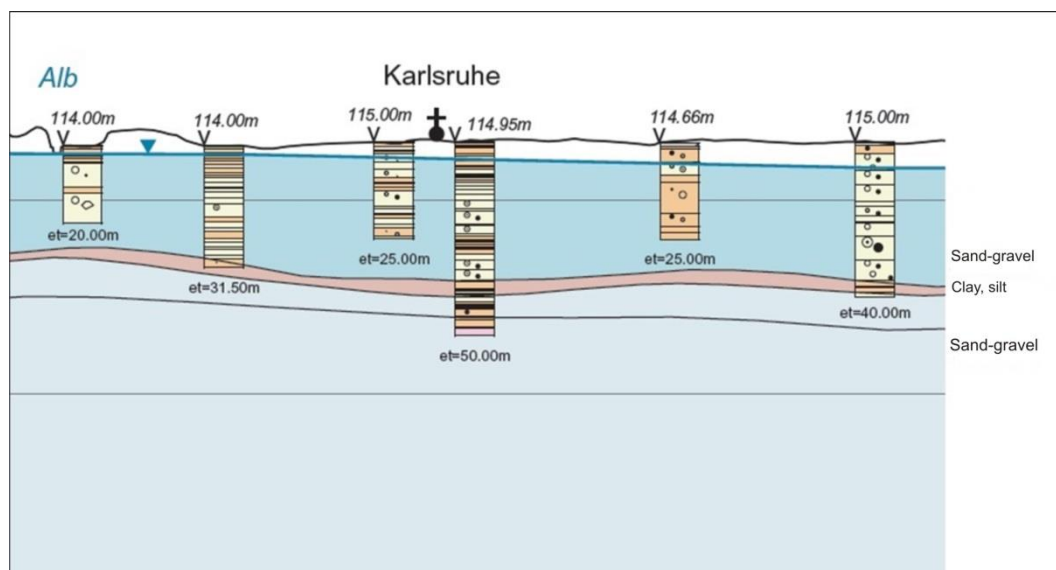 Alb
Karlsruhe
114.00m
114.00m
115.00m
114.95m
114.66m
115.00m
et=20.00m
et=31.50m
et=25.00m
et=50.00m
et=25.00m
et=40.00m
Sand-gravel
Clay, silt
Sand-gravel